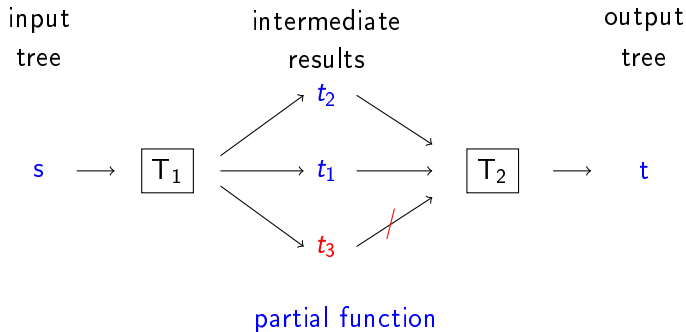 input tree
intermediate results
output tree
t₂
s
T₁
t₁
T₂
t
t₃
partial function